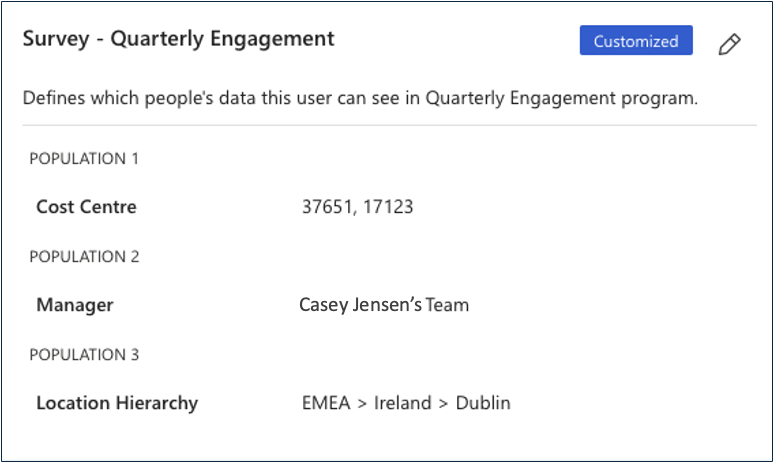 Survey - Quarterly Engagement
Customized
Defines which people's data this user can see in Quarterly Engagement program.
POPULATION 1
Cost Centre 37651, 17123
POPULATION 2
Manager Casey Jensen’s Team
POPULATION 3
Location Hierarchy EMEA > Ireland > Dublin